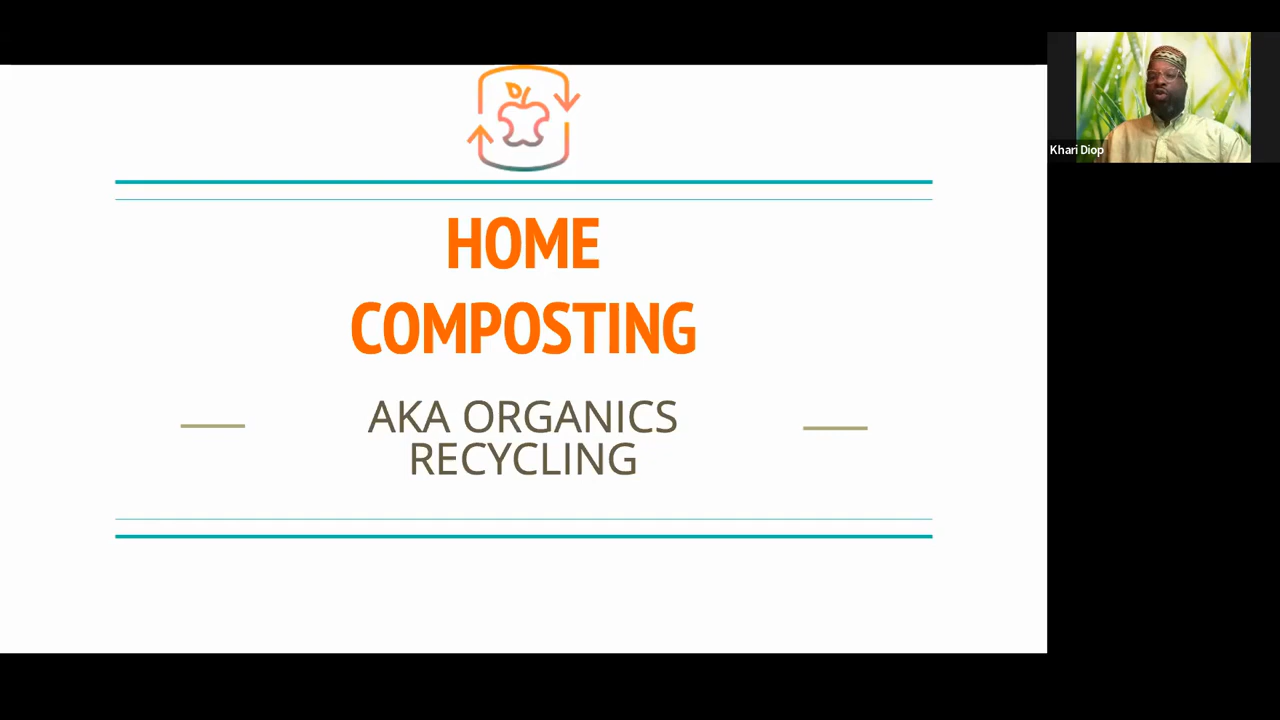 HOME
COMPOSTING
AKA ORGANICS
RECYCLING
Khari Diop